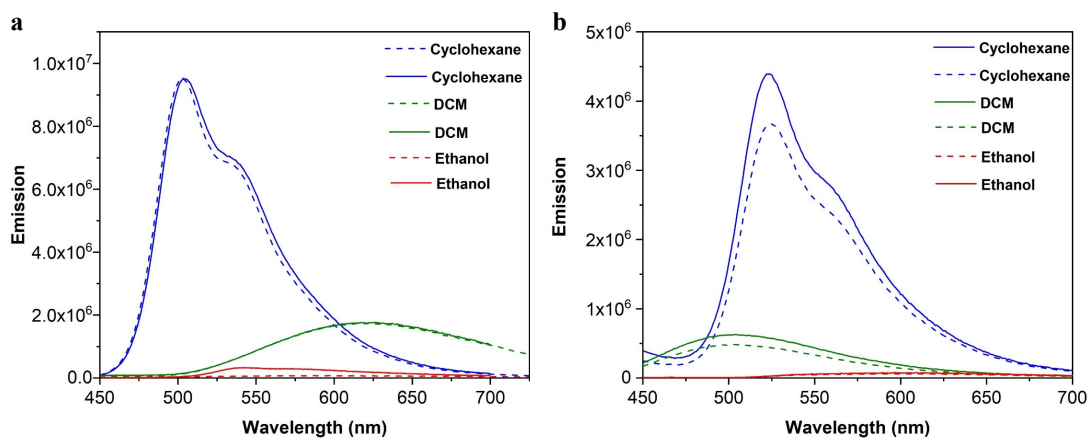 a
1.0x10⁷
8.0x10⁶
6.0x10⁶
4.0x10⁶
2.0x10⁶
0.0
Emission
450 500 550 600 650 700
Wavelength (nm)
Cyclohexane
Cyclohexane
DCM
DCM
Ethanol
Ethanol
b
5x10⁶
4x10⁶
3x10⁶
2x10⁶
1x10⁶
0
Emission
450 500 550 600 650 700
Wavelength (nm)
Cyclohexane
Cyclohexane
DCM
DCM
Ethanol
Ethanol